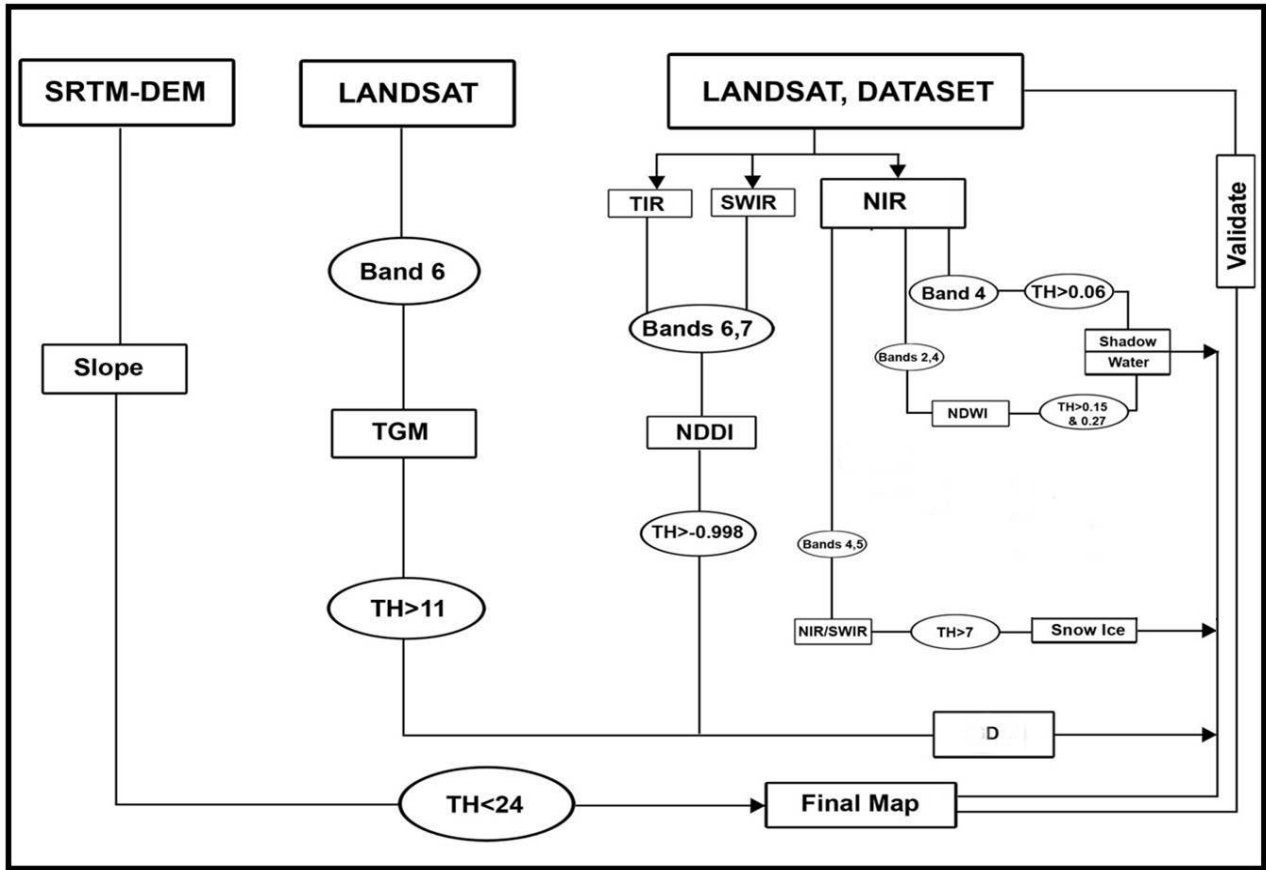 SRTM-DEM
LANDSAT
LANDSAT, DATASET
TIR
SWIR
NIR
Validate
Band 6
Band 4
TH>0.06
Bands 6,7
Shadow
Water
Slope
Bands 2,4
TGM
NDDI
NDWI
TH>0.15
& 0.27
TH>-0.998
Bands 4,5
TH>11
NIR/SWIR
TH>7
Snow Ice
D
TH<24
Final Map